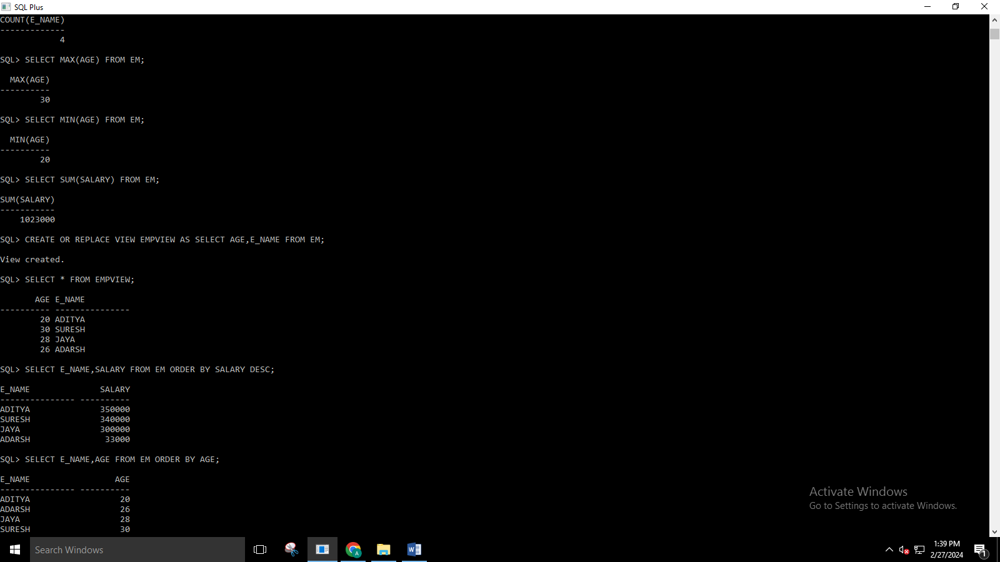 SQL Plus
COUNT(E_NAME)
-------------
            4
SQL> SELECT MAX(AGE) FROM EM;
  MAX(AGE)
----------
        30
SQL> SELECT MIN(AGE) FROM EM;
  MIN(AGE)
----------
        20
SQL> SELECT SUM(SALARY) FROM EM;
SUM(SALARY)
-----------
    1023000
SQL> CREATE OR REPLACE VIEW EMPVIEW AS SELECT AGE,E_NAME FROM EM;
View created.
SQL> SELECT * FROM EMPVIEW;
       AGE E_NAME
---------- ---------------
        20 ADITYA
        30 SURESH
        28 JAYA
        26 ADARSH
SQL> SELECT E_NAME,SALARY FROM EM ORDER BY SALARY DESC;
E_NAME              SALARY
--------------- ----------
ADITYA              350000
SURESH              340000
JAYA                300000
ADARSH               33000
SQL> SELECT E_NAME,AGE FROM EM ORDER BY AGE;
E_NAME                 AGE
--------------- ----------
ADITYA                  20
ADARSH                  26
JAYA                    28
SURESH                  30
Activate Windows
Go to Settings to activate Windows.
Search Windows
A
W
1:39 PM
2/27/2024
1